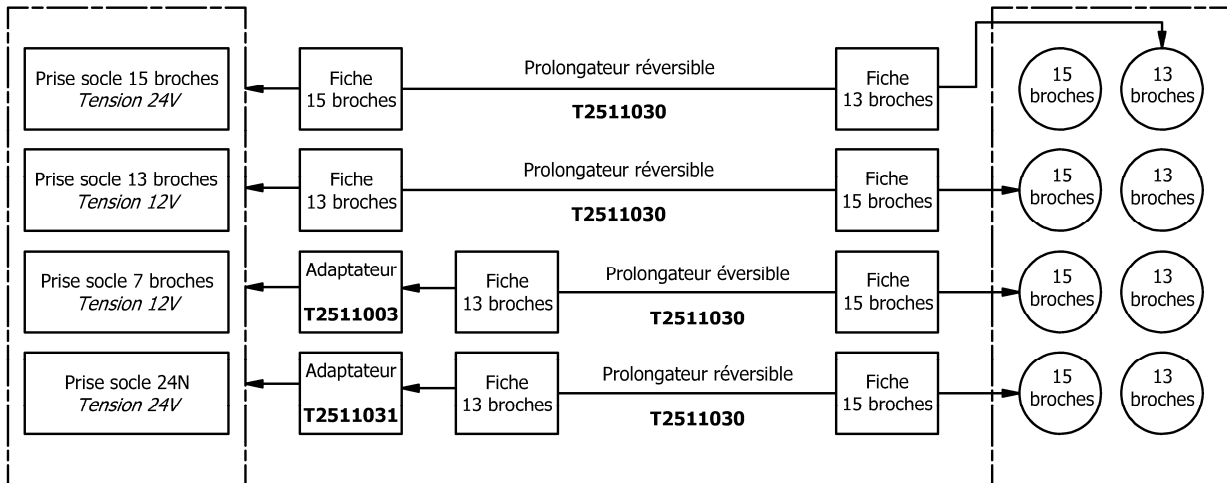 Prise socle 15 broches
Tension 24V
Fiche
15 broches
Prolongateur réversible
T2511030
Fiche
13 broches
15
broches
13
broches
Prise socle 13 broches
Tension 12V
Fiche
13 broches
Prolongateur réversible
T2511030
Fiche
15 broches
15
broches
13
broches
Prise socle 7 broches
Tension 12V
Adaptateur
T2511003
Fiche
13 broches
Prolongateur éversible
T2511030
Fiche
15 broches
15
broches
13
broches
Prise socle 24N
Tension 24V
Adaptateur
T2511031
Fiche
13 broches
Prolongateur réversible
T2511030
Fiche
15 broches
15
broches
13
broches